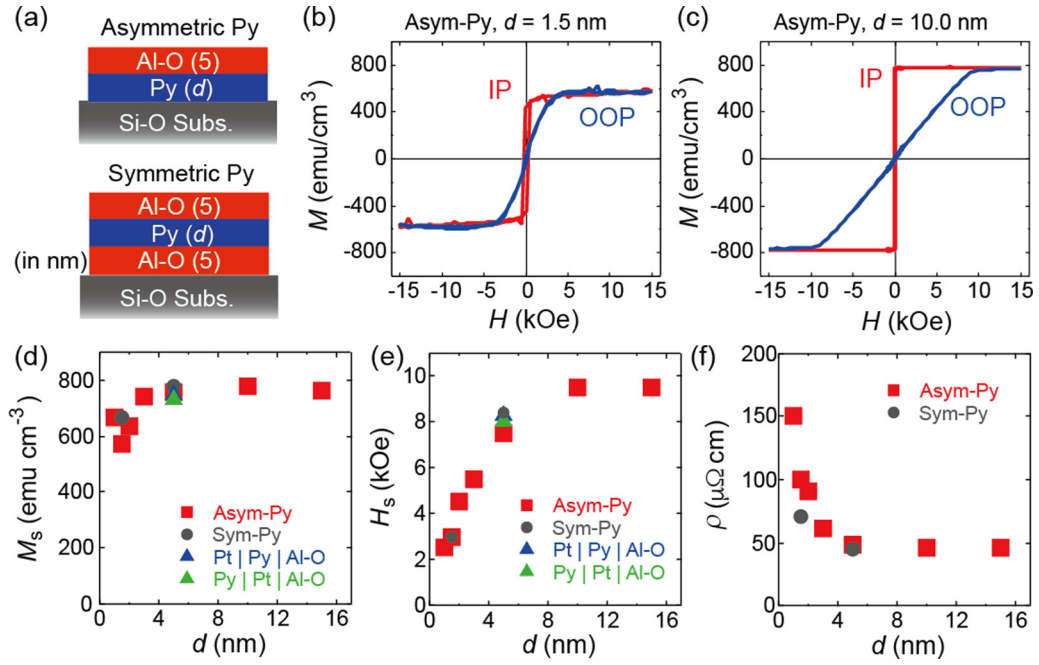 (a)
Asymmetric Py
Al-O (5)
Py (d)
Si-O Subs.
Symmetric Py
Al-O (5)
Py (d)
(in nm) Al-O (5)
Si-O Subs.
(b) Asym-Py, d = 1.5 nm
M (emu/cm³)
800
400
0
-400
-800
IP
OOP
-15 -10 -5 0 5 10 15
H (kOe)
(c) Asym-Py, d = 10.0 nm
M (emu/cm³)
800
400
0
-400
-800
IP
OOP
-15 -10 -5 0 5 10 15
H (kOe)
(d)
Ms (emu cm⁻³)
800
600
400
200
0
Asym-Py
Sym-Py
Pt | Py | Al-O
Py | Pt | Al-O
0 4 8 12 16
d (nm)
(e)
Hs (kOe)
10
8
6
4
2
0
Asym-Py
Sym-Py
Pt | Py | Al-O
Py | Pt | Al-O
0 4 8 12 16
d (nm)
(f)
ρ (μΩ cm)
200
150
100
50
0
Asym-Py
Sym-Py
0 4 8 12 16
d (nm)